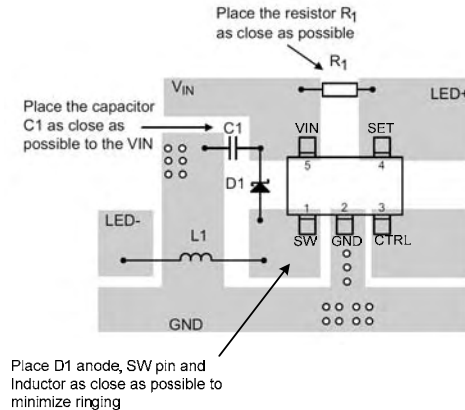 Place the resistor R1
as close as possible
R1
VIN
LED+
Place the capacitor
C1 as close as
possible to the VIN
C1
VIN
SET
D1
5
4
1
2
3
LED-
L1
SW
GND
CTRL
GND
Place D1 anode, SW pin and
Inductor as close as possible to
minimize ringing